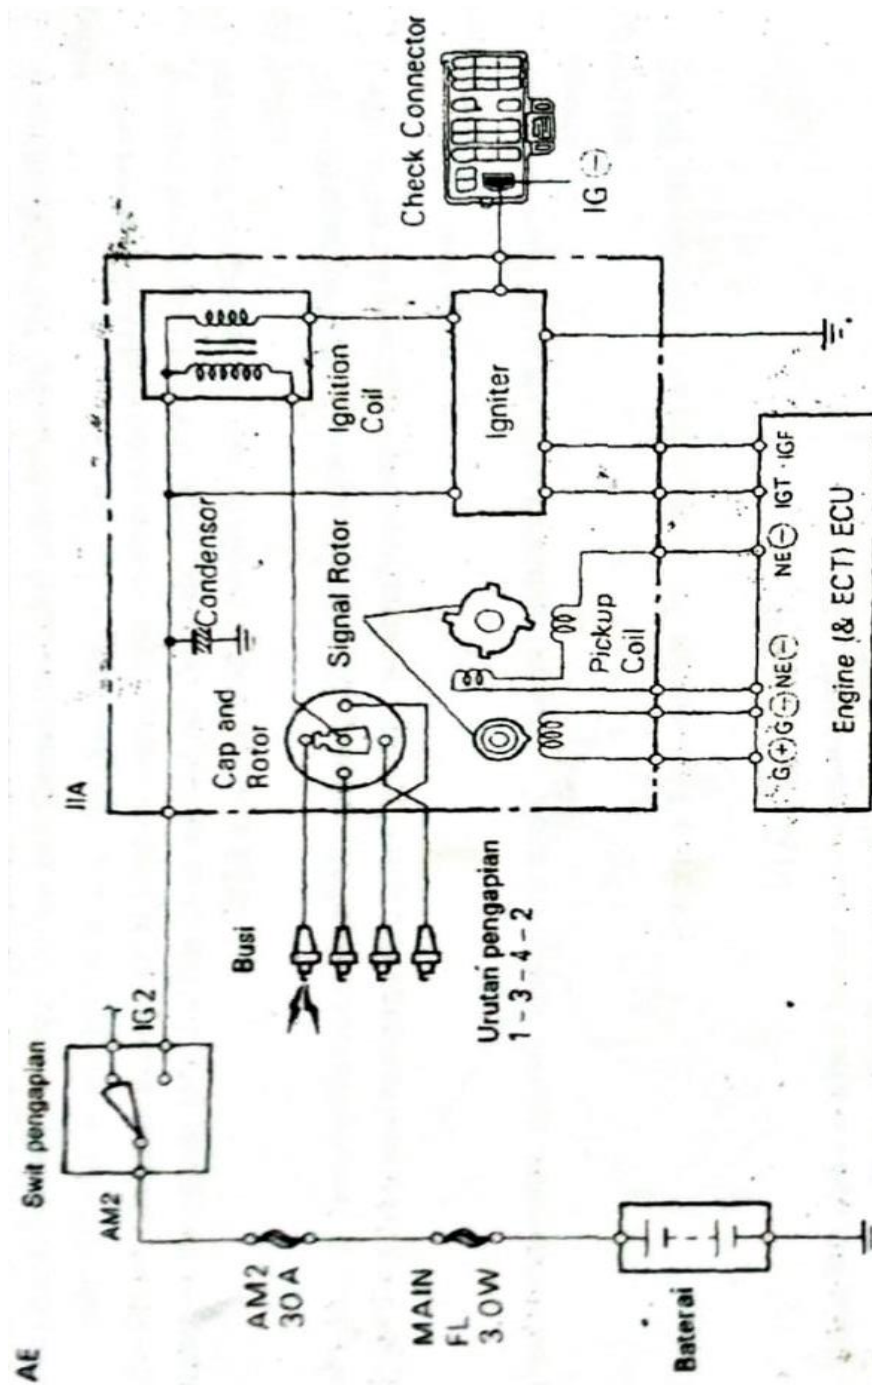 AE
Swit pengapian
AM2
IG2
AM2
30 A
MAIN
FL
3.0W
Baterai
IIA
Busi
Urutan pengapian
1 - 3 - 4 - 2
Cap and
Rotor
Condensor
Signal Rotor
Pickup
Coil
Ignition
Coil
Igniter
Check Connector
IG ⊖
G⊕ G⊖ NE⊖ NE⊖ IGT IGF
Engine (& ECT) ECU